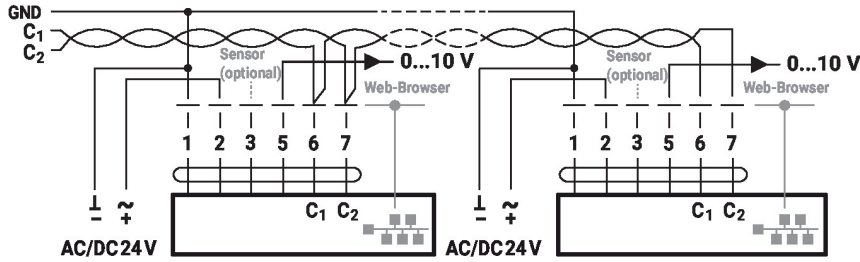 GND
C1
C2
Sensor
(optional)
0...10 V
Web-Browser
Sensor
(optional)
0...10 V
Web-Browser
1 2 3 5 6 7
1 2 3 5 6 7
⊥ ~
– +
C1 C2
⊥ ~
– +
C1 C2
AC/DC 24 V
AC/DC 24 V